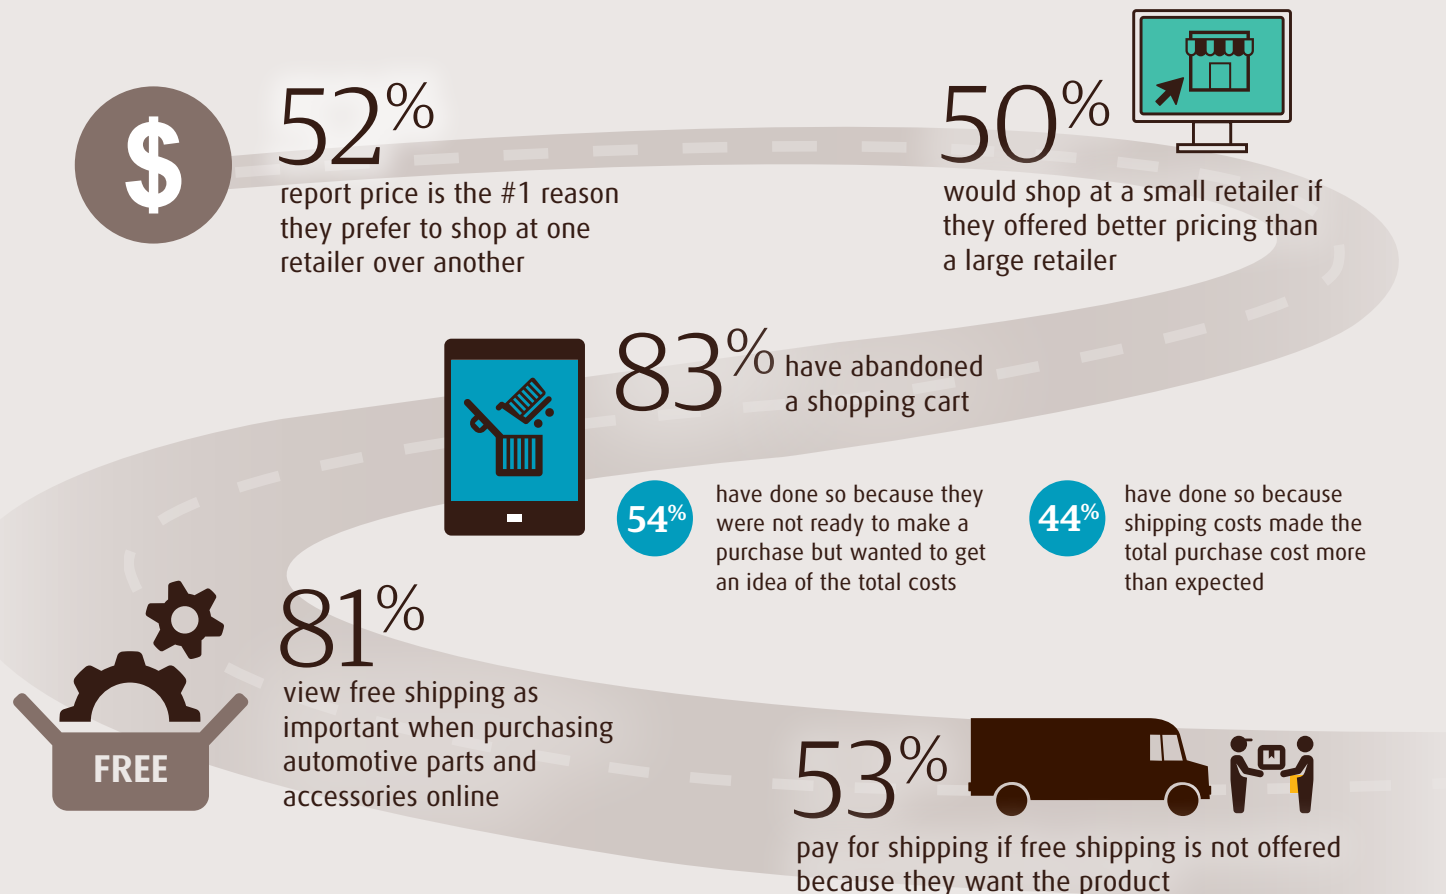 $
52%
report price is the #1 reason
they prefer to shop at one
retailer over another
50%
would shop at a small retailer if
they offered better pricing than
a large retailer
83%
have abandoned
a shopping cart
54%
have done so because they
were not ready to make a
purchase but wanted to get
an idea of the total costs
44%
have done so because
shipping costs made the
total purchase cost more
than expected
FREE
81%
view free shipping as
important when purchasing
automotive parts and
accessories online
53%
pay for shipping if free shipping is not offered
because they want the product